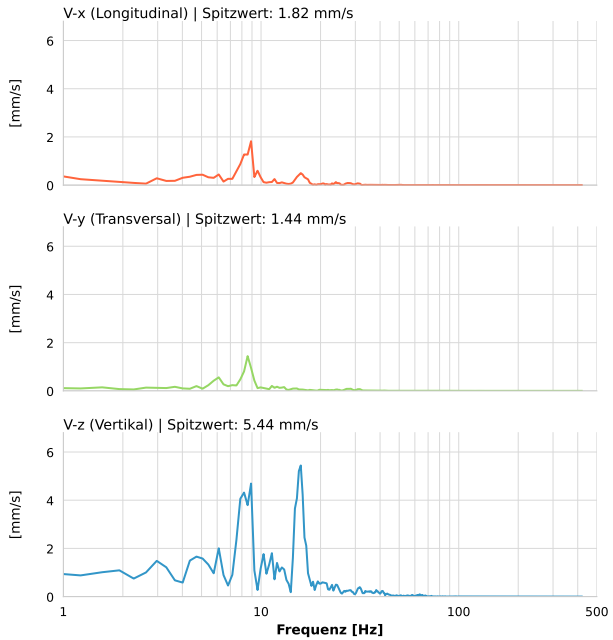 V-x (Longitudinal) | Spitzwert: 1.82 mm/s
6
4
2
0
[mm/s]
V-y (Transversal) | Spitzwert: 1.44 mm/s
6
4
2
0
[mm/s]
V-z (Vertikal) | Spitzwert: 5.44 mm/s
6
4
2
0
[mm/s]
1 10 100 500
Frequenz [Hz]